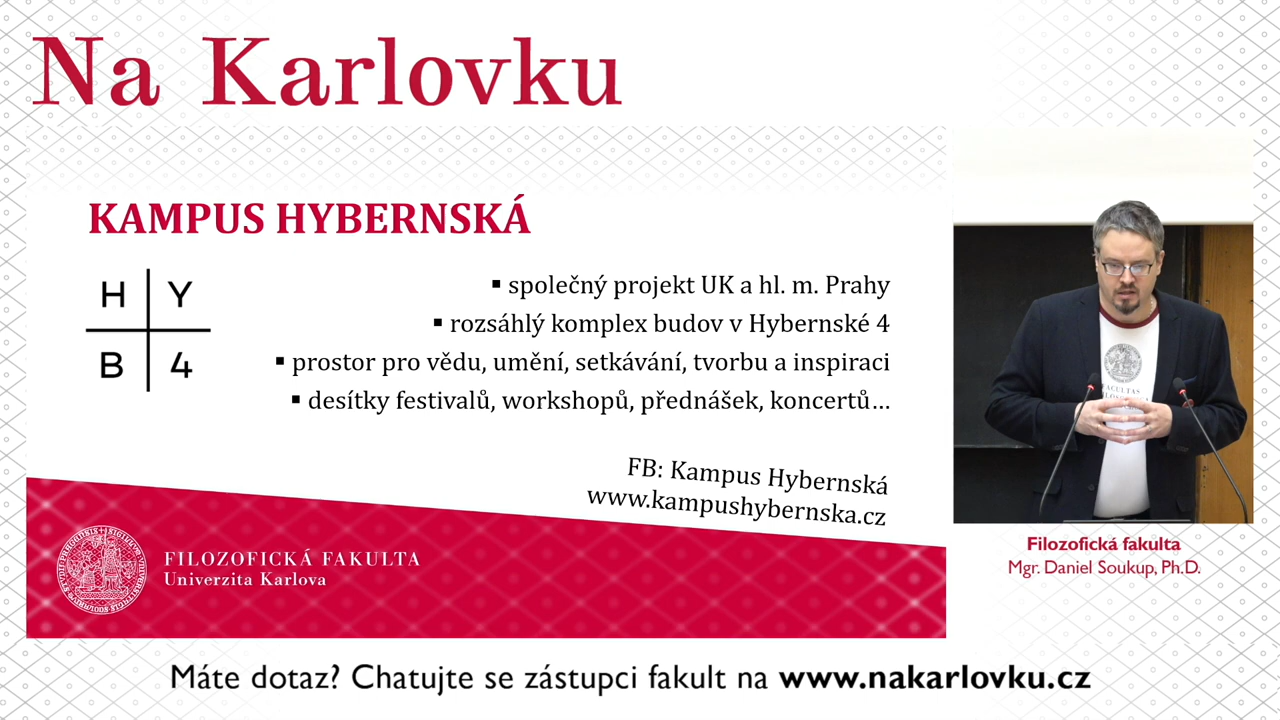 Na Karlovku
KAMPUS HYBERNSKÁ
H Y
B 4
▪ společný projekt UK a hl. m. Prahy
▪ rozsáhlý komplex budov v Hybernské 4
▪ prostor pro vědu, umění, setkávání, tvorbu a inspiraci
▪ desítky festivalů, workshopů, přednášek, koncertů...
FB: Kampus Hybernská
www.kampushybernska.cz
FILOZOFICKÁ FAKULTA
Univerzita Karlova
FACULTAS
Filozofická fakulta
Mgr. Daniel Soukup, Ph.D.
Máte dotaz? Chatujte se zástupci fakult na www.nakarlovku.cz